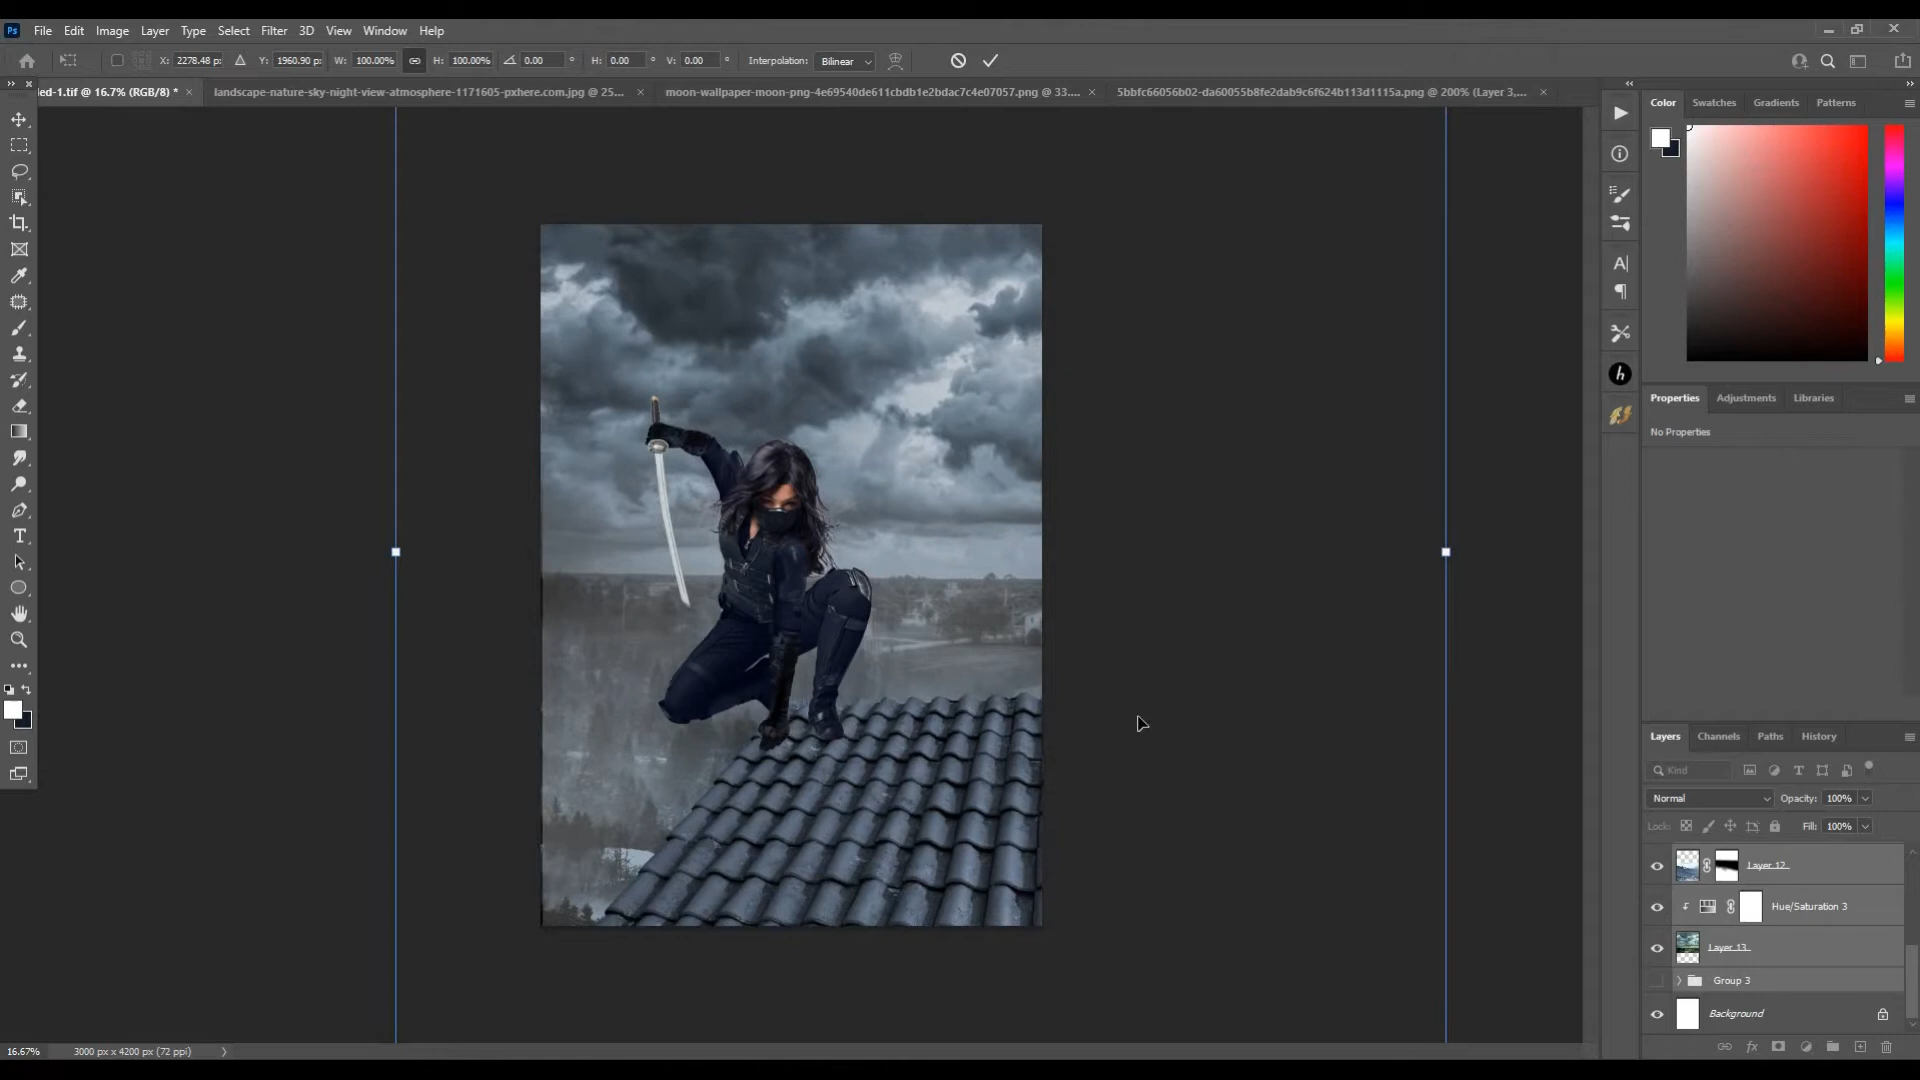 Ps File Edit Image Layer Type Select Filter 3D View Window Help
X: 2278.48 px Y: 1960.90 px W: 100.00% H: 100.00% 0.00 ° H: 0.00 ° V: 0.00 ° Interpolation: Bilinear
ed-1.tif @ 16.7% (RGB/8) * × landscape-nature-sky-night-view-atmosphere-1171605-pxhere.com.jpg @ 25... × moon-wallpaper-moon-png-4e69540de611cbdb1e2bdac7c4e07057.png @ 33.... × 5bbfc66056b02-da60055b8fe2dab9c6f624b113d1115a.png @ 200% (Layer 3,... ×
Color Swatches Gradients Patterns
Properties Adjustments Libraries
No Properties
Layers Channels Paths History
Kind
Normal Opacity: 100%
Lock: Fill: 100%
Layer 12
Hue/Saturation 3
Layer 13
Group 3
Background
16.67% 3000 px x 4200 px (72 ppi)